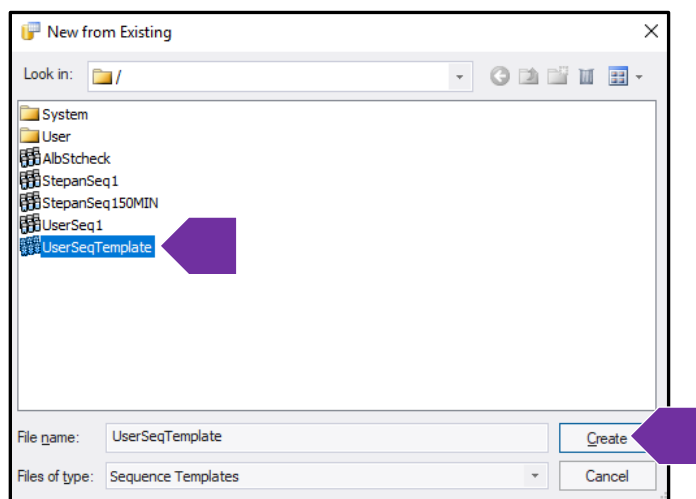 New from Existing
Look in: /
System
User
AlbStcheck
StepanSeq1
StepanSeq150MIN
UserSeq1
UserSeqTemplate
File name: UserSeqTemplate Create
Files of type: Sequence Templates Cancel